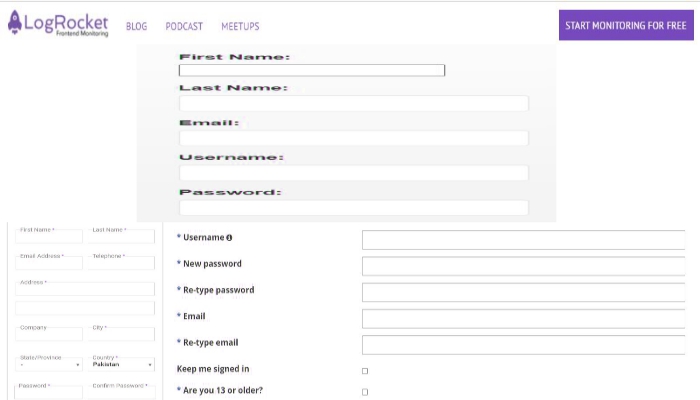 LogRocket
Frontend Monitoring
BLOG PODCAST MEETUPS
START MONITORING FOR FREE
First Name:
Last Name:
Email:
Username:
Password:
First Name * Last Name *
Email Address * Telephone *
Address *
Company City *
State/Province Country *
- Pakistan
Password * Confirm Password *
* Username
* New password
* Re-type password
* Email
* Re-type email
Keep me signed in
* Are you 13 or older?